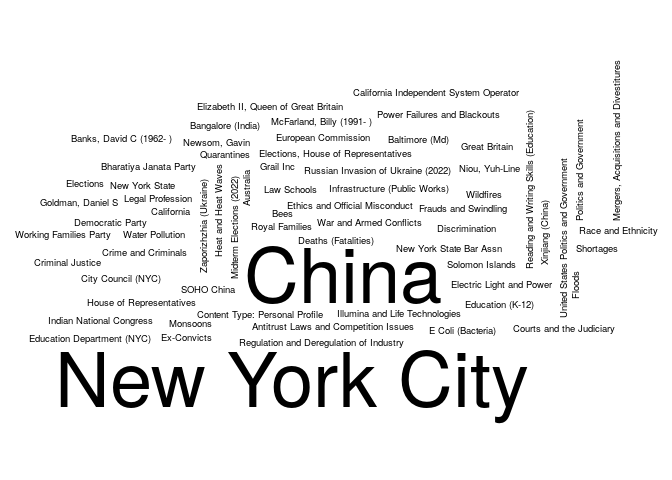 Mergers, Acquisitions and Divestitures
California Independent System Operator
Elizabeth II, Queen of Great Britain
Power Failures and Blackouts
McFarland, Billy (1991- )
Bangalore (India)
Reading and Writing Skills (Education)
Politics and Government
Banks, David C (1962- )
Newsom, Gavin
European Commission
Baltimore (Md)
Great Britain
Quarantines
Elections, House of Representatives
Bharatiya Janata Party
Grail Inc
Russian Invasion of Ukraine (2022)
Niou, Yuh-Line
Heat and Heat Waves
Australia
United States Politics and Government
Elections
New York State
Zaporizhzhia (Ukraine)
Midterm Elections (2022)
Law Schools
Infrastructure (Public Works)
Wildfires
Goldman, Daniel S
Legal Profession
California
Bees
Ethics and Official Misconduct
Frauds and Swindling
Xinjiang (China)
Democratic Party
Royal Families
War and Armed Conflicts
Discrimination
Race and Ethnicity
Working Families Party
Water Pollution
Deaths (Fatalities)
New York State Bar Assn
Shortages
Crime and Criminals
Criminal Justice
Solomon Islands
China
City Council (NYC)
SOHO China
Electric Light and Power
Floods
House of Representatives
Education (K-12)
Content Type: Personal Profile
Illumina and Life Technologies
Indian National Congress
Monsoons
Antitrust Laws and Competition Issues
E Coli (Bacteria)
Courts and the Judiciary
Education Department (NYC)
Ex-Convicts
Regulation and Deregulation of Industry
New York City